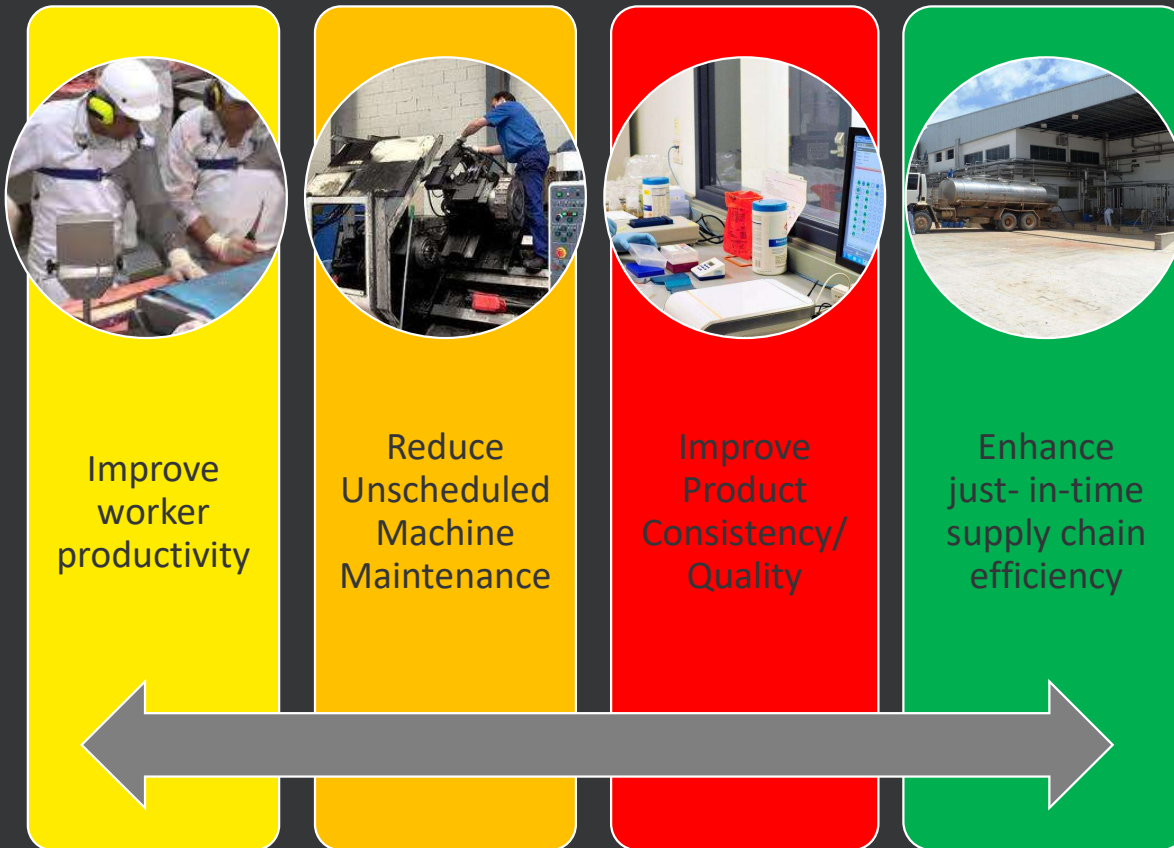 Improve
worker
productivity
Reduce
Unscheduled
Machine
Maintenance
Improve
Product
Consistency/
Quality
Enhance
just- in-time
supply chain
efficiency